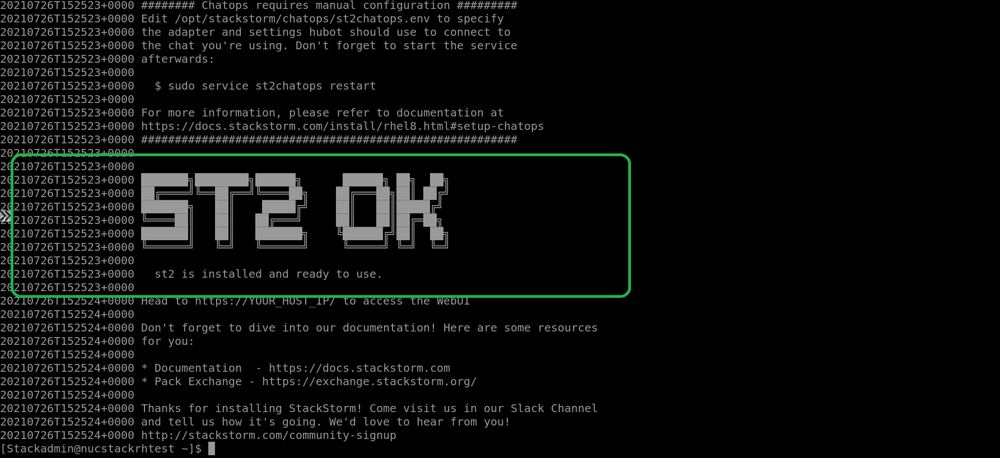 20210726T152523+0000 ######## Chatops requires manual configuration #########
20210726T152523+0000 Edit /opt/stackstorm/chatops/st2chatops.env to specify
20210726T152523+0000 the adapter and settings hubot should use to connect to
20210726T152523+0000 the chat you're using. Don't forget to start the service
20210726T152523+0000 afterwards:
20210726T152523+0000
20210726T152523+0000   $ sudo service st2chatops restart
20210726T152523+0000
20210726T152523+0000 For more information, please refer to documentation at
20210726T152523+0000 https://docs.stackstorm.com/install/rhel8.html#setup-chatops
20210726T152523+0000 ########################################################
20210726T152523+0000
20210726T152523+0000
20210726T152523+0000
20210726T152523+0000
20210726T152523+0000 ST2 OK
20210726T152523+0000
20210726T152523+0000
20210726T152523+0000
20210726T152523+0000
20210726T152523+0000   st2 is installed and ready to use.
20210726T152523+0000
20210726T152524+0000 Head to https://YOUR_HOST_IP/ to access the WebUI
20210726T152524+0000
20210726T152524+0000 Don't forget to dive into our documentation! Here are some resources
20210726T152524+0000 for you:
20210726T152524+0000
20210726T152524+0000 * Documentation  - https://docs.stackstorm.com
20210726T152524+0000 * Pack Exchange - https://exchange.stackstorm.org/
20210726T152524+0000
20210726T152524+0000 Thanks for installing StackStorm! Come visit us in our Slack Channel
20210726T152524+0000 and tell us how it's going. We'd love to hear from you!
20210726T152524+0000 http://stackstorm.com/community-signup
[Stackadmin@nucstackrhtest ~]$